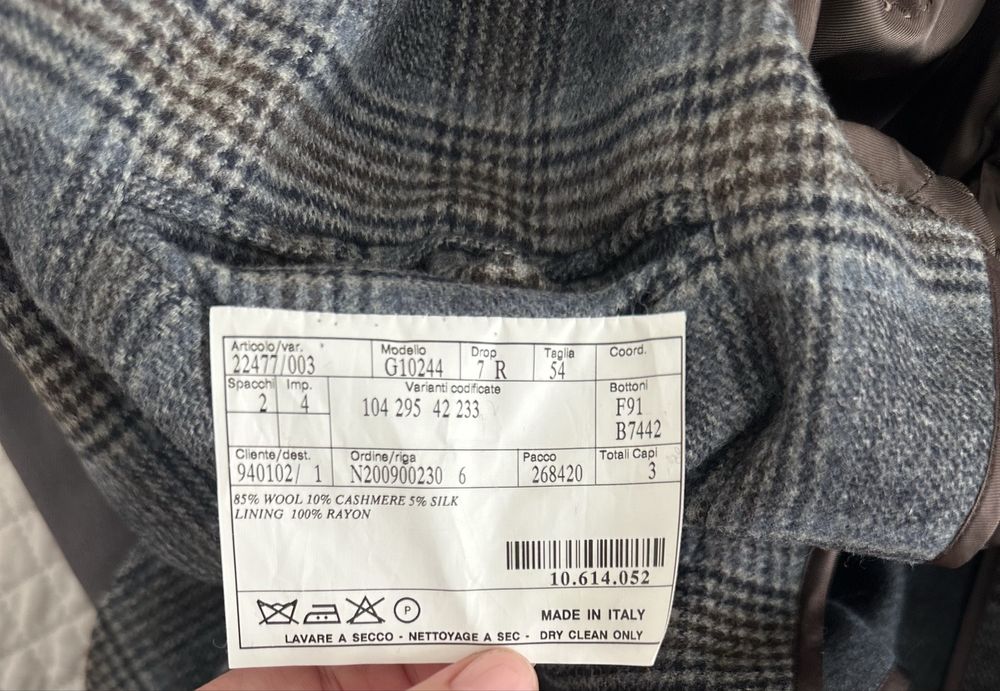 Articolo/var. Modello Drop Taglia Coord.
22477/003 G10244 7 R 54
Spacchi Imp. Varianti codificate Bottoni
2 4 104 295 42 233 F91
B7442
Cliente/dest. Ordine/riga Pacco Totali Capi
940102/ 1 N200900230 6 268420 3
85% WOOL 10% CASHMERE 5% SILK
LINING 100% RAYON
10.614.052
P MADE IN ITALY
LAVARE A SECCO - NETTOYAGE A SEC - DRY CLEAN ONLY